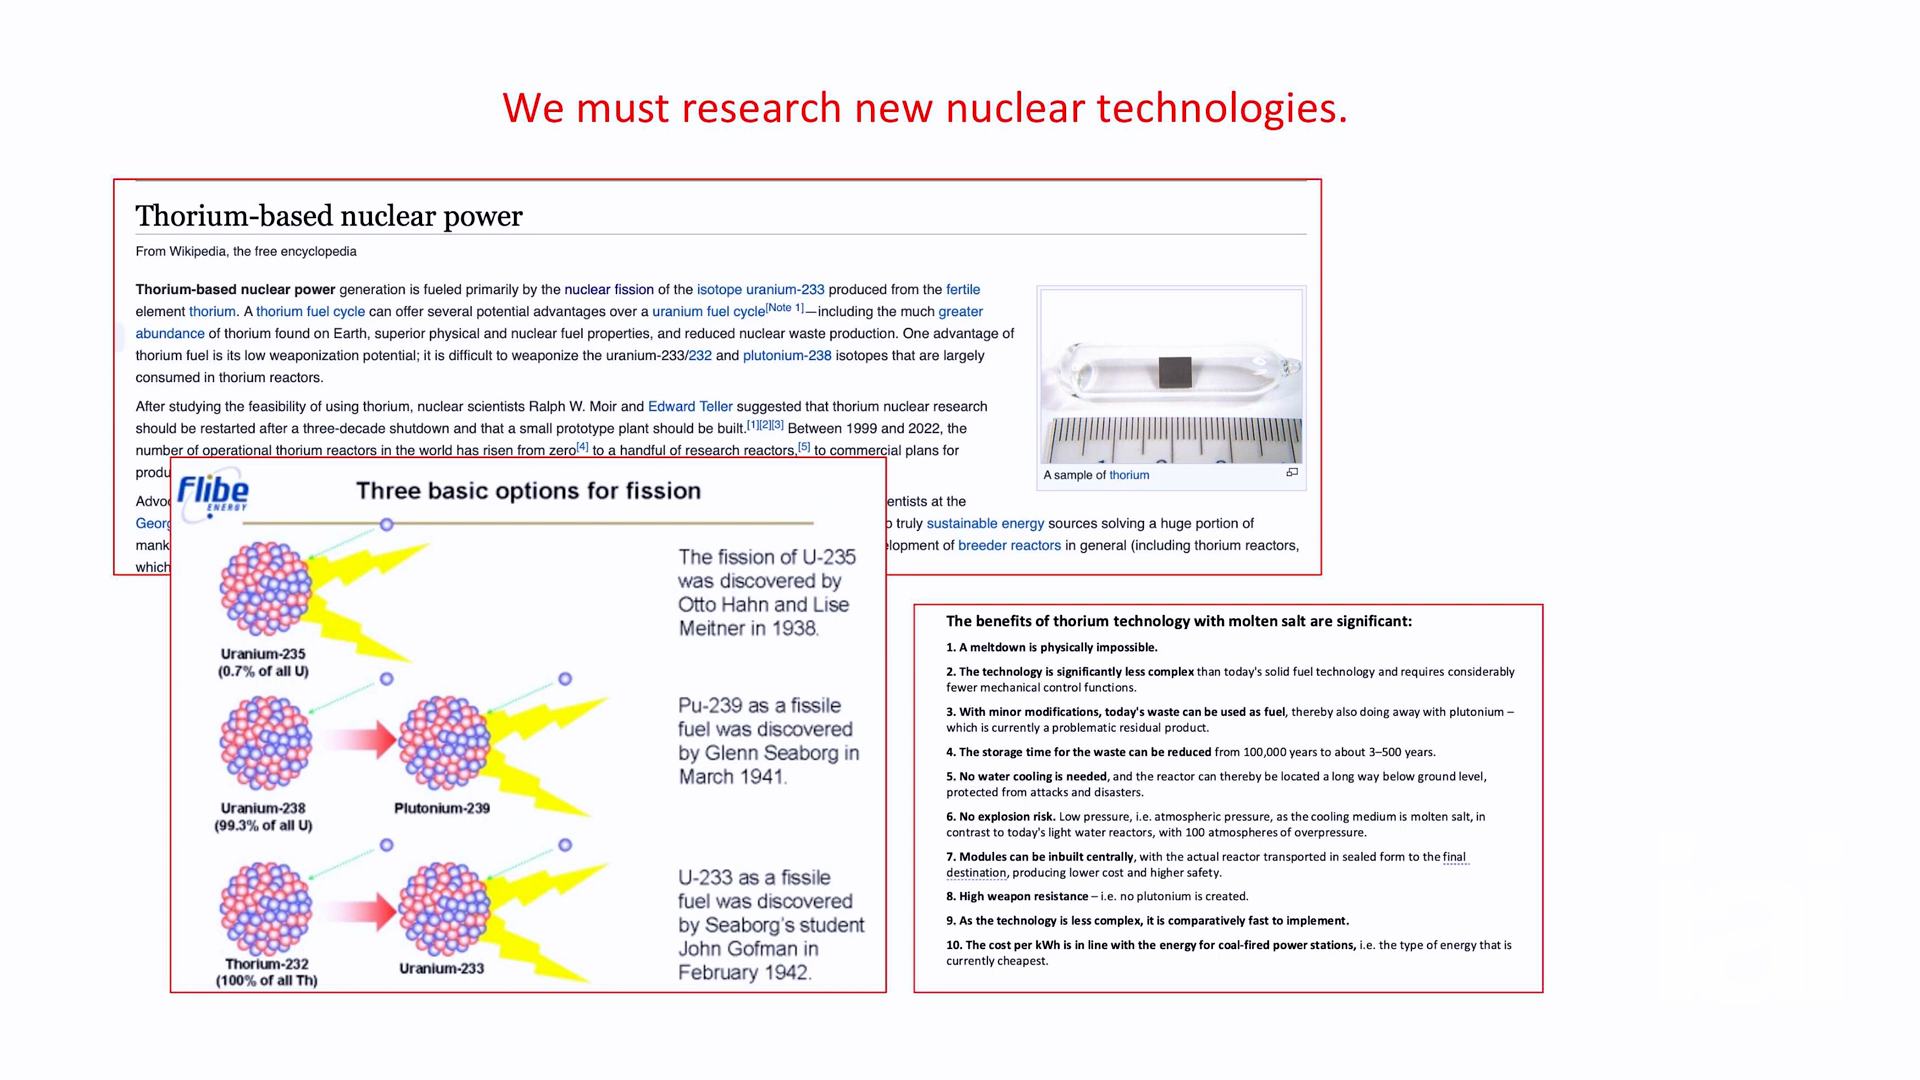 We must research new nuclear technologies.
Thorium-based nuclear power
From Wikipedia, the free encyclopedia
Thorium-based nuclear power generation is fueled primarily by the nuclear fission of the isotope uranium-233 produced from the fertile
element thorium. A thorium fuel cycle can offer several potential advantages over a uranium fuel cycle[Note 1]—including the much greater
abundance of thorium found on Earth, superior physical and nuclear fuel properties, and reduced nuclear waste production. One advantage of
thorium fuel is its low weaponization potential; it is difficult to weaponize the uranium-233/232 and plutonium-238 isotopes that are largely
consumed in thorium reactors.
After studying the feasibility of using thorium, nuclear scientists Ralph W. Moir and Edward Teller suggested that thorium nuclear research
should be restarted after a three-decade shutdown and that a small prototype plant should be built.[1][2][3] Between 1999 and 2022, the
number of operational thorium reactors in the world has risen from zero[4] to a handful of research reactors,[5] to commercial plans for
produ
Advo
entists at the
Georg
o truly sustainable energy sources solving a huge portion of
mank
lopment of breeder reactors in general (including thorium reactors,
which
A sample of thorium
Flibe
ENERGY
Three basic options for fission
The fission of U-235
was discovered by
Otto Hahn and Lise
Meitner in 1938.
Uranium-235
(0.7% of all U)
Pu-239 as a fissile
fuel was discovered
by Glenn Seaborg in
March 1941.
Uranium-238
(99.3% of all U)
Plutonium-239
U-233 as a fissile
fuel was discovered
by Seaborg's student
John Gofman in
February 1942.
Thorium-232
(100% of all Th)
Uranium-233
The benefits of thorium technology with molten salt are significant:
1. A meltdown is physically impossible.
2. The technology is significantly less complex than today's solid fuel technology and requires considerably
fewer mechanical control functions.
3. With minor modifications, today's waste can be used as fuel, thereby also doing away with plutonium –
which is currently a problematic residual product.
4. The storage time for the waste can be reduced from 100,000 years to about 3–500 years.
5. No water cooling is needed, and the reactor can thereby be located a long way below ground level,
protected from attacks and disasters.
6. No explosion risk. Low pressure, i.e. atmospheric pressure, as the cooling medium is molten salt, in
contrast to today's light water reactors, with 100 atmospheres of overpressure.
7. Modules can be inbuilt centrally, with the actual reactor transported in sealed form to the final
destination, producing lower cost and higher safety.
8. High weapon resistance – i.e. no plutonium is created.
9. As the technology is less complex, it is comparatively fast to implement.
10. The cost per kWh is in line with the energy for coal-fired power stations, i.e. the type of energy that is
currently cheapest.